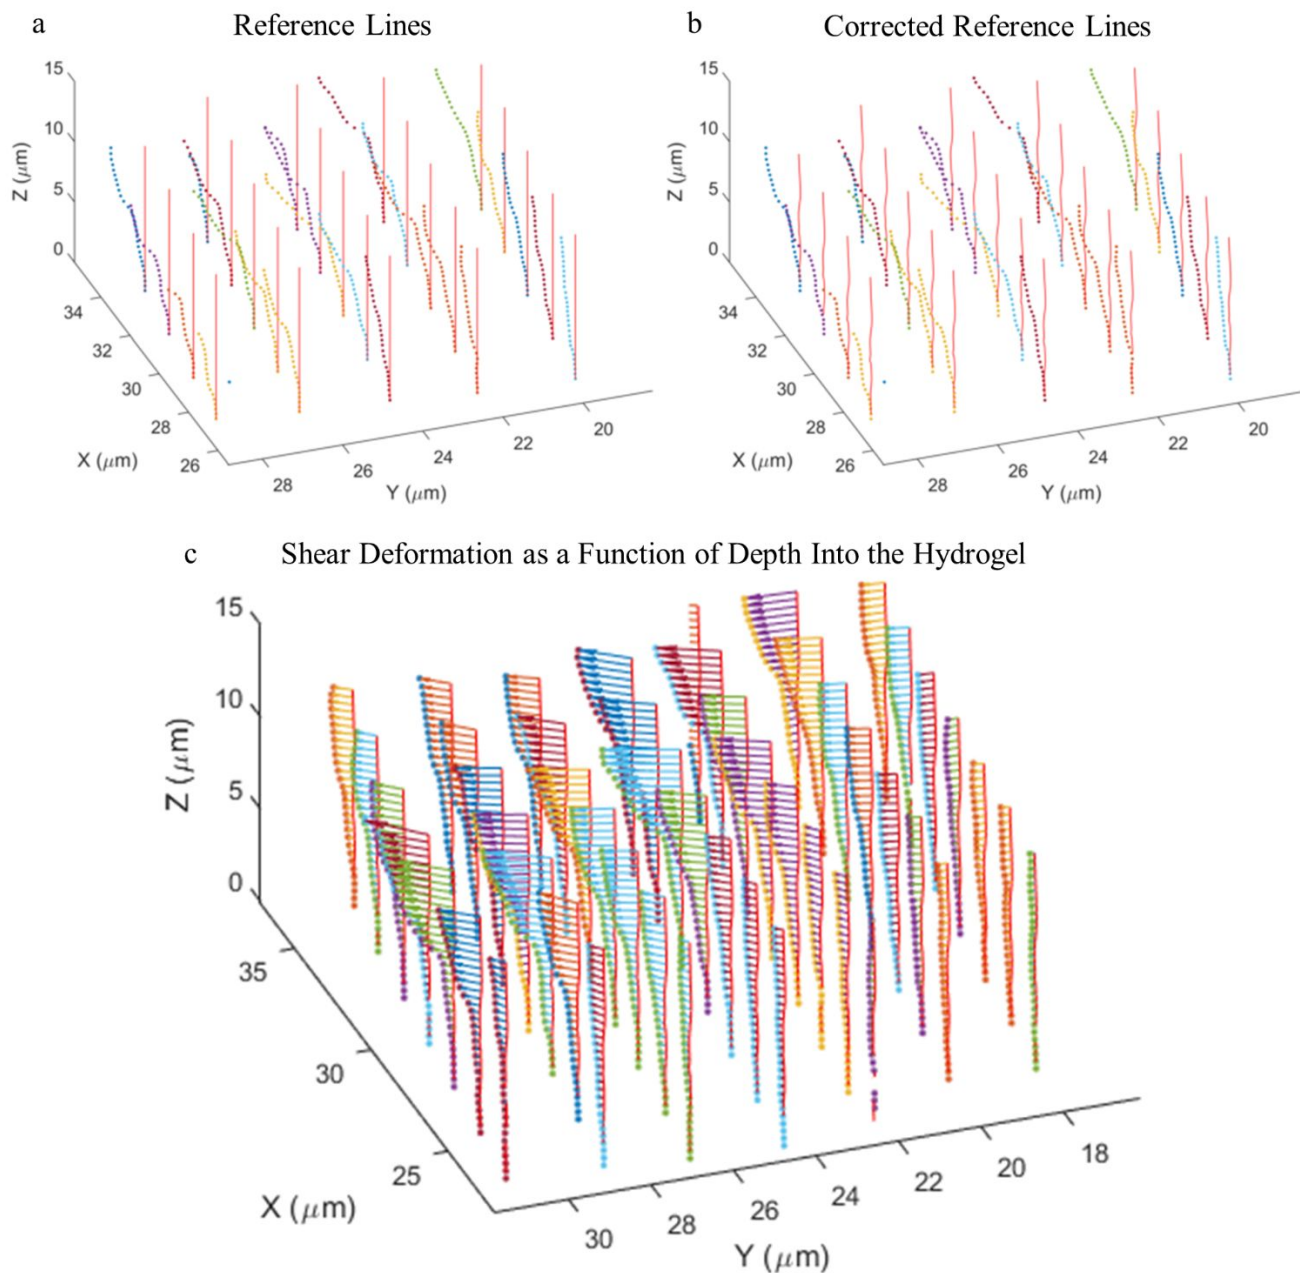 a
Reference Lines
15
10
5
0
Z (μm)
34
32
30
28
26
X (μm)
28
26
24
22
20
Y (μm)
b
Corrected Reference Lines
15
10
5
0
Z (μm)
34
32
30
28
26
X (μm)
28
26
24
22
20
Y (μm)
c
Shear Deformation as a Function of Depth Into the Hydrogel
15
10
5
0
Z (μm)
35
30
25
X (μm)
30
28
26
24
22
20
18
Y (μm)